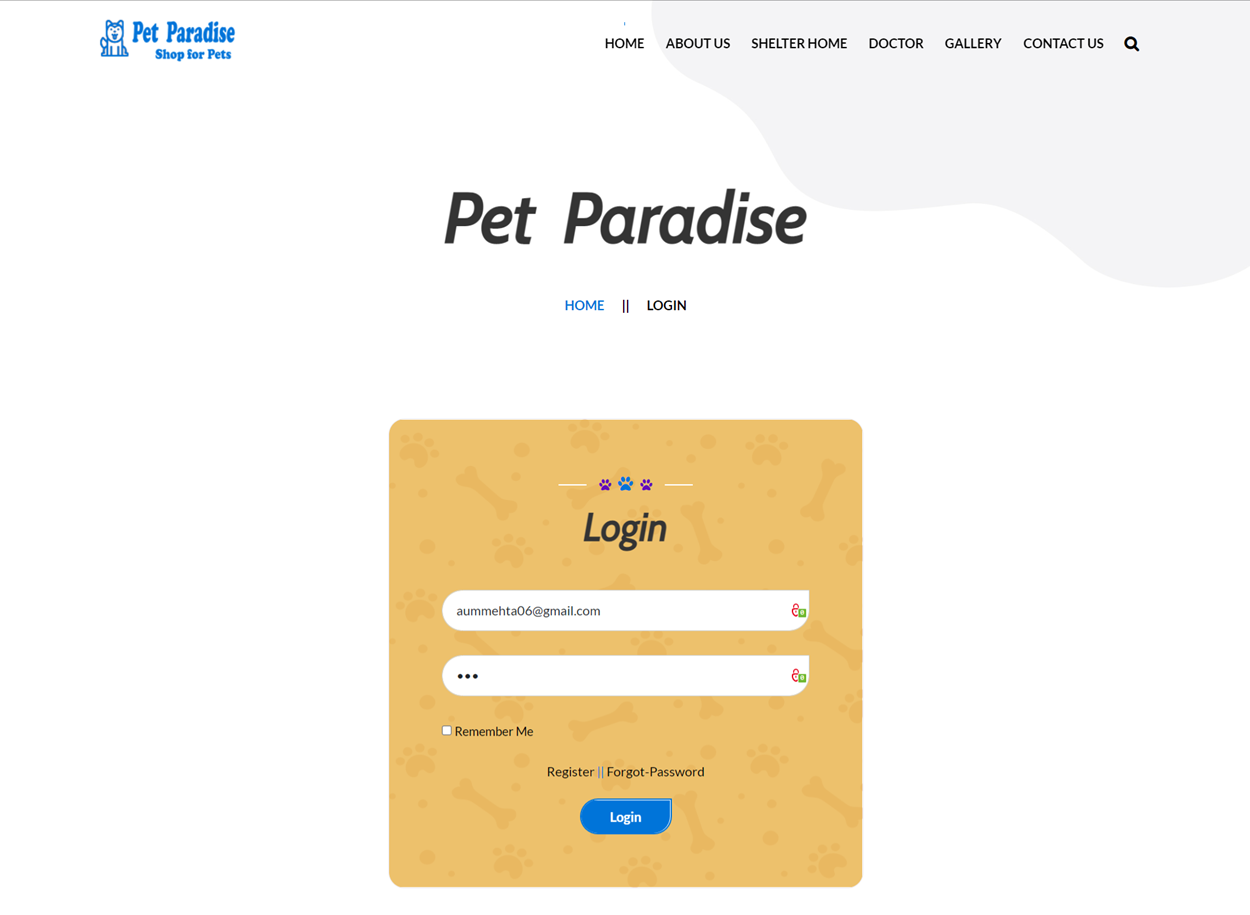 Pet Paradise
Shop for Pets
HOME ABOUT US SHELTER HOME DOCTOR GALLERY CONTACT US
Pet Paradise
HOME || LOGIN
Login
aummehta06@gmail.com
•••
Remember Me
Register || Forgot-Password
Login